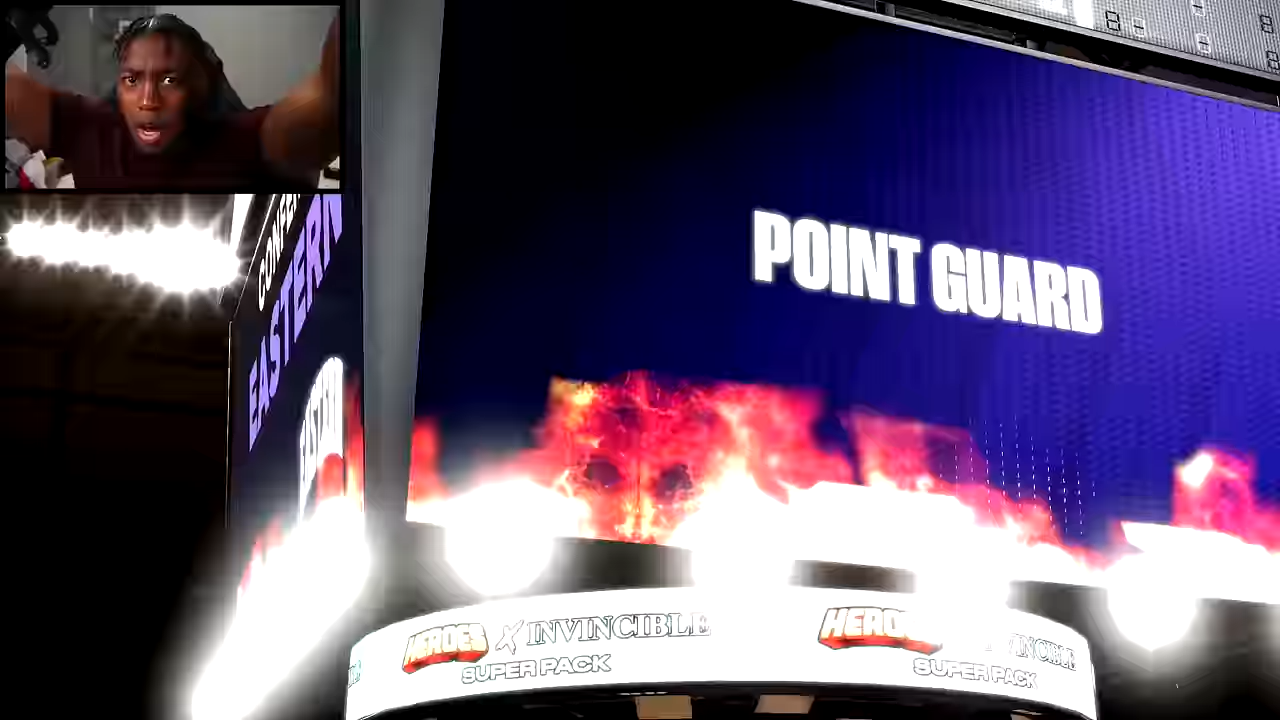 EASTERN
POINT GUARD
HEROES X INVINCIBLE
SUPER PACK
SUPER PACK